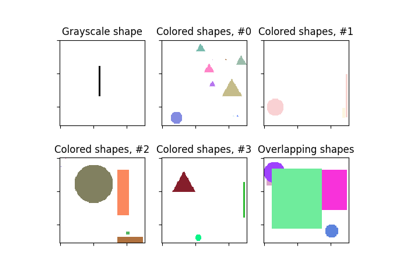 Grayscale shape
Colored shapes, #0
Colored shapes, #1
Colored shapes, #2
Colored shapes, #3
Overlapping shapes